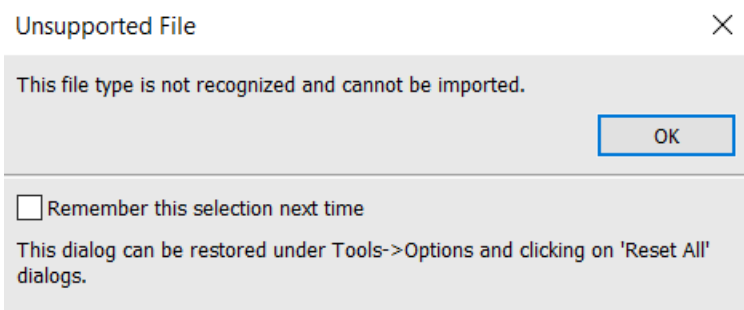 Unsupported File
This file type is not recognized and cannot be imported.
OK
Remember this selection next time
This dialog can be restored under Tools->Options and clicking on 'Reset All'
dialogs.